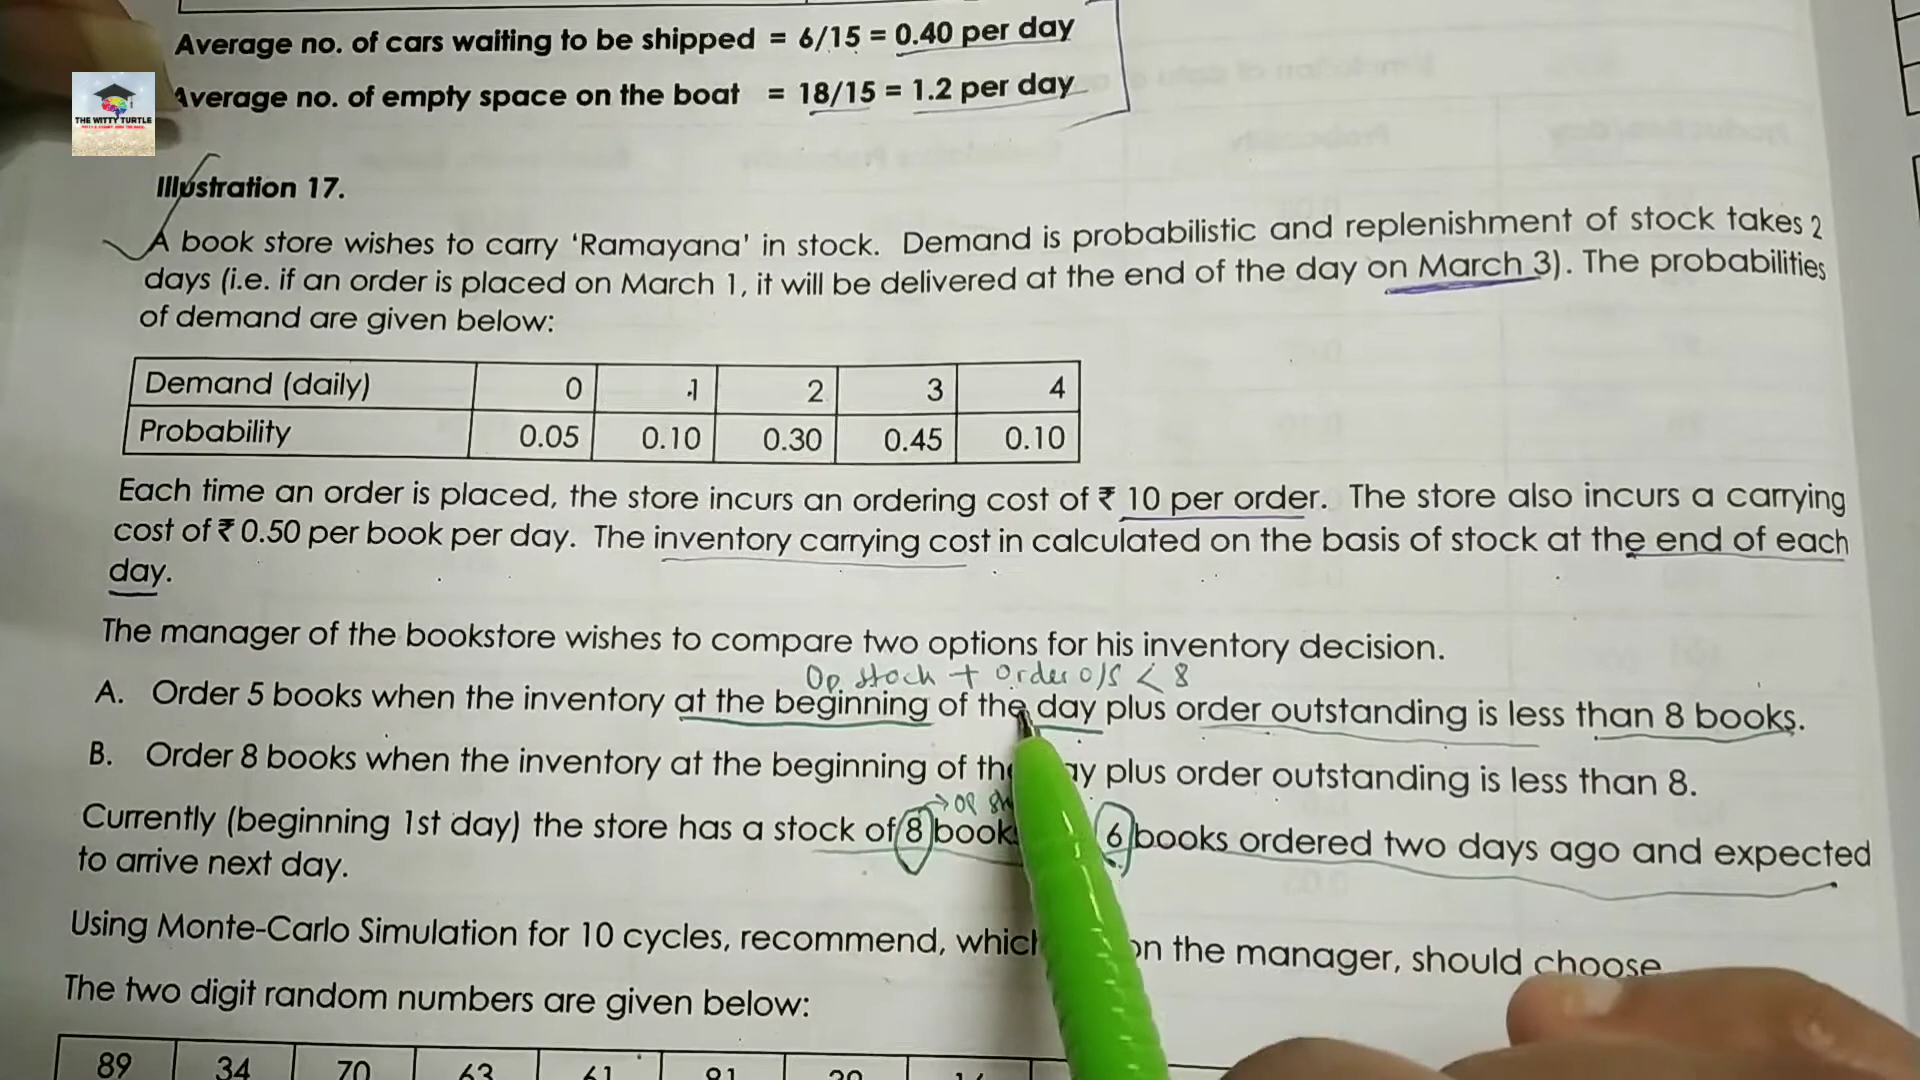 Average no. of cars waiting to be shipped = 6/15 = 0.40 per day
Average no. of empty space on the boat = 18/15 = 1.2 per day
THE WITTY TURTLE
Illustration 17.
A book store wishes to carry ‘Ramayana’ in stock. Demand is probabilistic and replenishment of stock takes 2
days (i.e. if an order is placed on March 1, it will be delivered at the end of the day on March 3). The probabilities
of demand are given below:
Demand (daily) 0 1 2 3 4
Probability 0.05 0.10 0.30 0.45 0.10
Each time an order is placed, the store incurs an ordering cost of ₹ 10 per order. The store also incurs a carrying
cost of ₹ 0.50 per book per day. The inventory carrying cost in calculated on the basis of stock at the end of each
day.
The manager of the bookstore wishes to compare two options for his inventory decision.
Op stock + Order o/s < 8
A. Order 5 books when the inventory at the beginning of the day plus order outstanding is less than 8 books.
B. Order 8 books when the inventory at the beginning of the plus order outstanding is less than 8.
Currently (beginning 1st day) the store has a stock of 8 6 books ordered two days ago and expected
to arrive next day.
Using Monte-Carlo Simulation for 10 cycles, recommend, the manager, should choose
The two digit random numbers are given below:
89 34 70 63 61